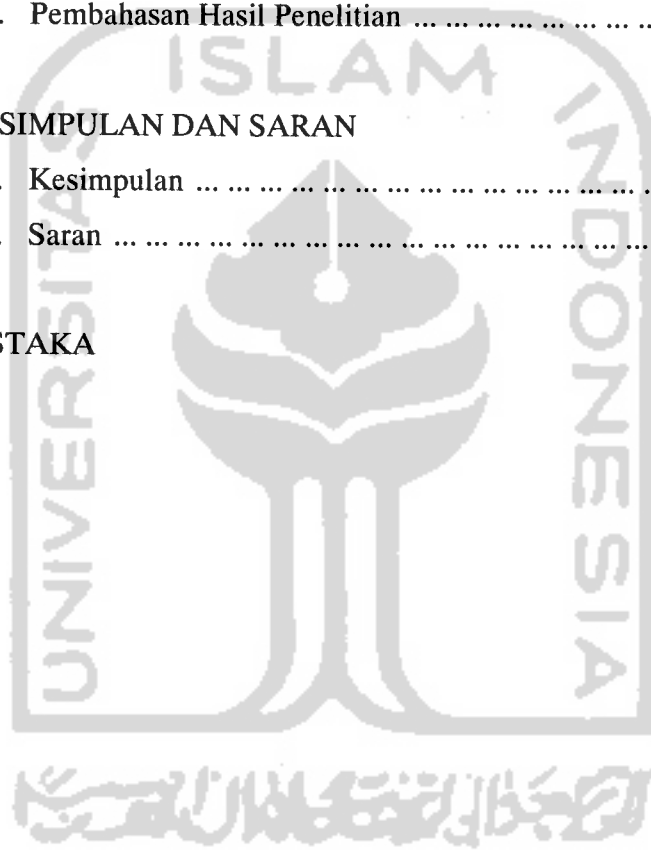 . Pembahasan Hasil Penelitian ... ... ... ... ... ... ... ..
ISLAM
SIMPULAN DAN SARAN
. Kesimpulan ... ... ... ... ... ... ... ... ... ... ... ... ... ... .
. Saran ... ... ... ... ... ... ... ... ... ... ... ... ... ... ... ... ...
STAKA
UNIVERSITAS
INDONESIA